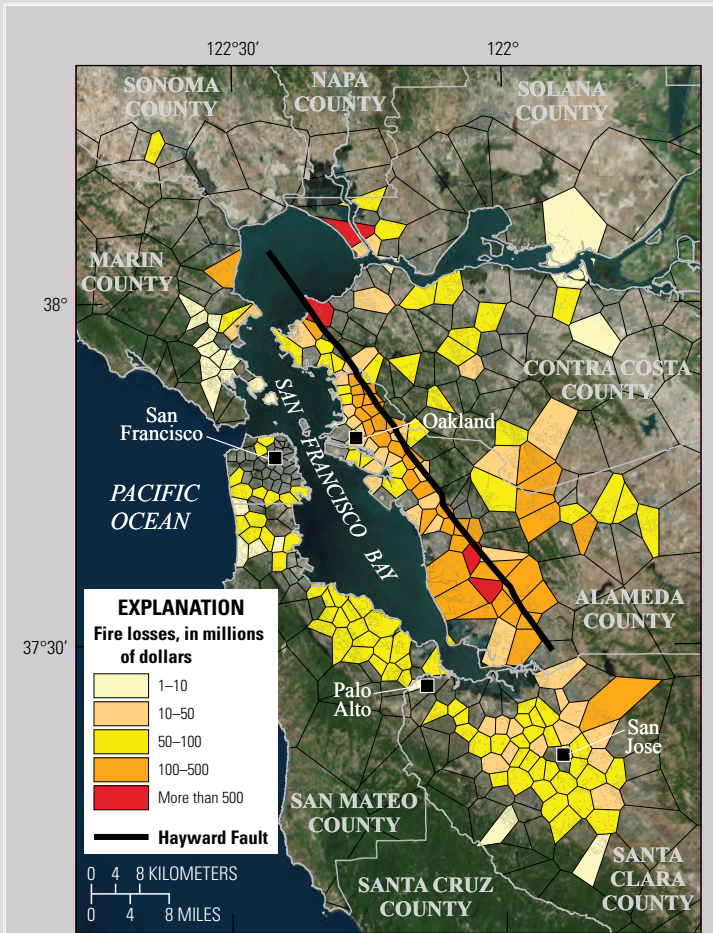 122°30′
122°
SONOMA
COUNTY
NAPA
COUNTY
SOLANA
COUNTY
MARIN
COUNTY
38°
CONTRA COSTA
COUNTY
San
Francisco
SAN FRANCISCO BAY
Oakland
PACIFIC
OCEAN
ALAMEDA
COUNTY
37°30′
EXPLANATION
Fire losses, in millions
of dollars
1–10
10–50
50–100
100–500
More than 500
Hayward Fault
0 4 8 KILOMETERS
0 4 8 MILES
Palo
Alto
San
Jose
SAN MATEO
COUNTY
SANTA CRUZ
COUNTY
SANTA
CLARA
COUNTY